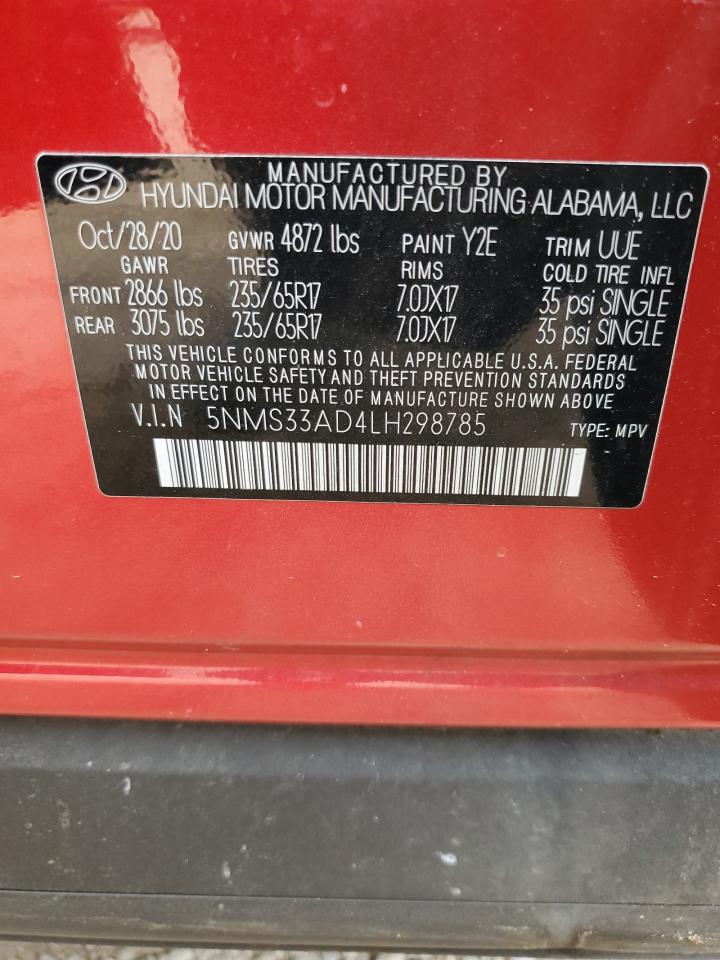 MANUFACTURED BY
HYUNDAI MOTOR MANUFACTURING ALABAMA, LLC
Oct/28/20 GVWR 4872 lbs PAINT Y2E TRIM UUE
GAWR TIRES RIMS COLD TIRE INFL
FRONT 2866 lbs 235/65R17 7.0JX17 35 psi SINGLE
REAR 3075 lbs 235/65R17 7.0JX17 35 psi SINGLE
THIS VEHICLE CONFORMS TO ALL APPLICABLE U.S.A. FEDERAL
MOTOR VEHICLE SAFETY AND THEFT PREVENTION STANDARDS
IN EFFECT ON THE DATE OF MANUFACTURE SHOWN ABOVE
V.I.N 5NMS33AD4LH298785 TYPE: MPV